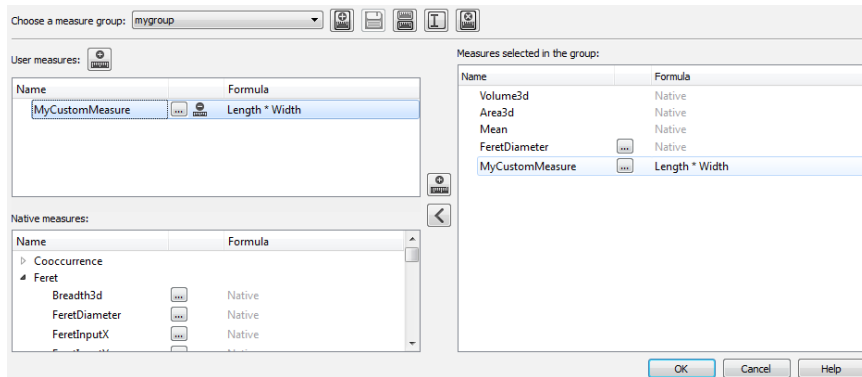 Choose a measure group: mygroup
User measures:
Name Formula
MyCustomMeasure ... Length * Width
Native measures:
Name Formula
Cooccurrence
Feret
Breadth3d ... Native
FeretDiameter ... Native
FeretInputX ... Native
Measures selected in the group:
Name Formula
Volume3d Native
Area3d Native
Mean Native
FeretDiameter ... Native
MyCustomMeasure ... Length * Width
OK Cancel Help